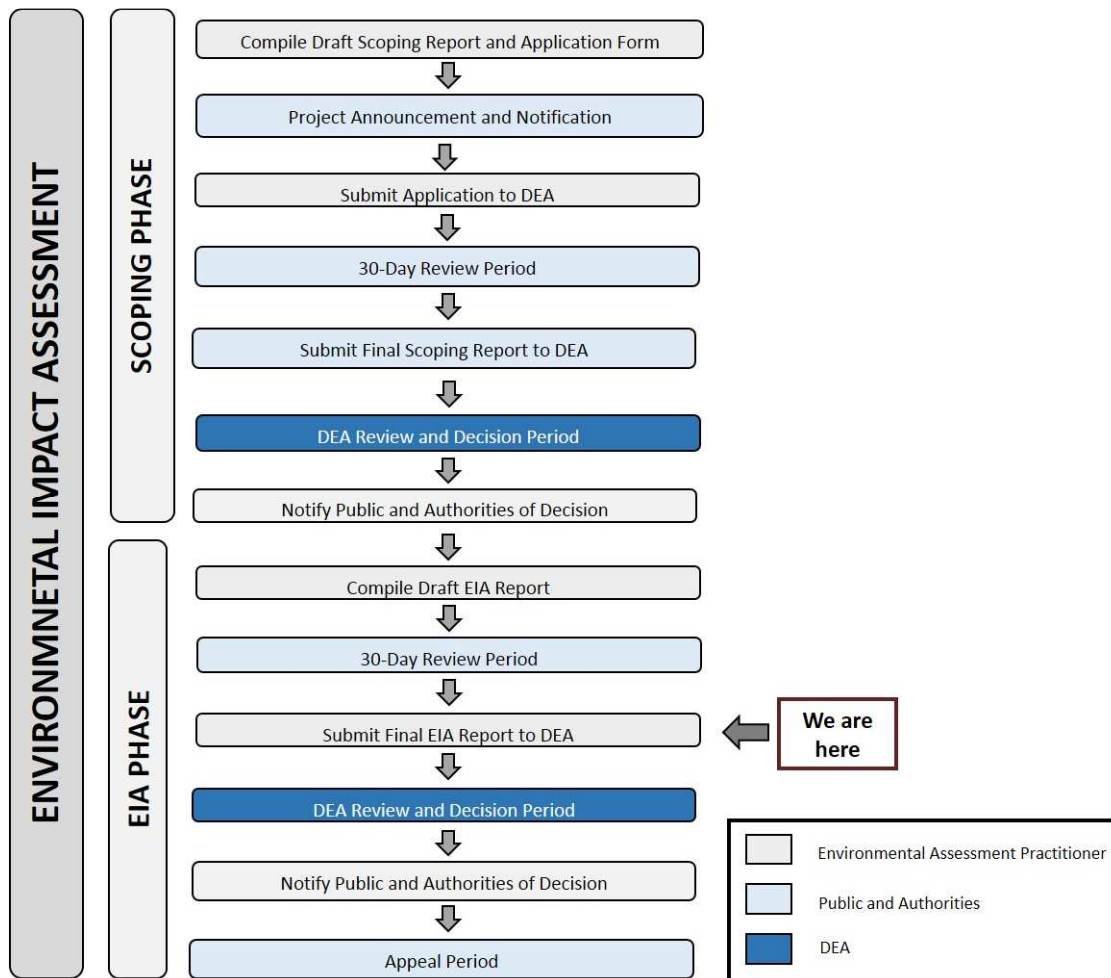 ENVIRONMNETAL IMPACT ASSESSMENT
SCOPING PHASE
Compile Draft Scoping Report and Application Form
Project Announcement and Notification
Submit Application to DEA
30-Day Review Period
Submit Final Scoping Report to DEA
DEA Review and Decision Period
Notify Public and Authorities of Decision
EIA PHASE
Compile Draft EIA Report
30-Day Review Period
Submit Final EIA Report to DEA
We are
here
DEA Review and Decision Period
Notify Public and Authorities of Decision
Appeal Period
Environmental Assessment Practitioner
Public and Authorities
DEA